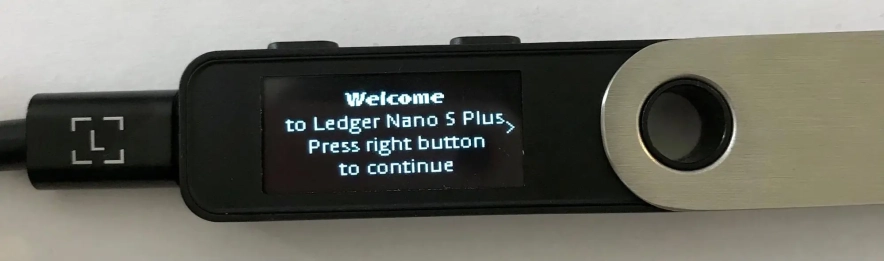 Welcome
to Ledger Nano S Plus
Press right button
to continue
L